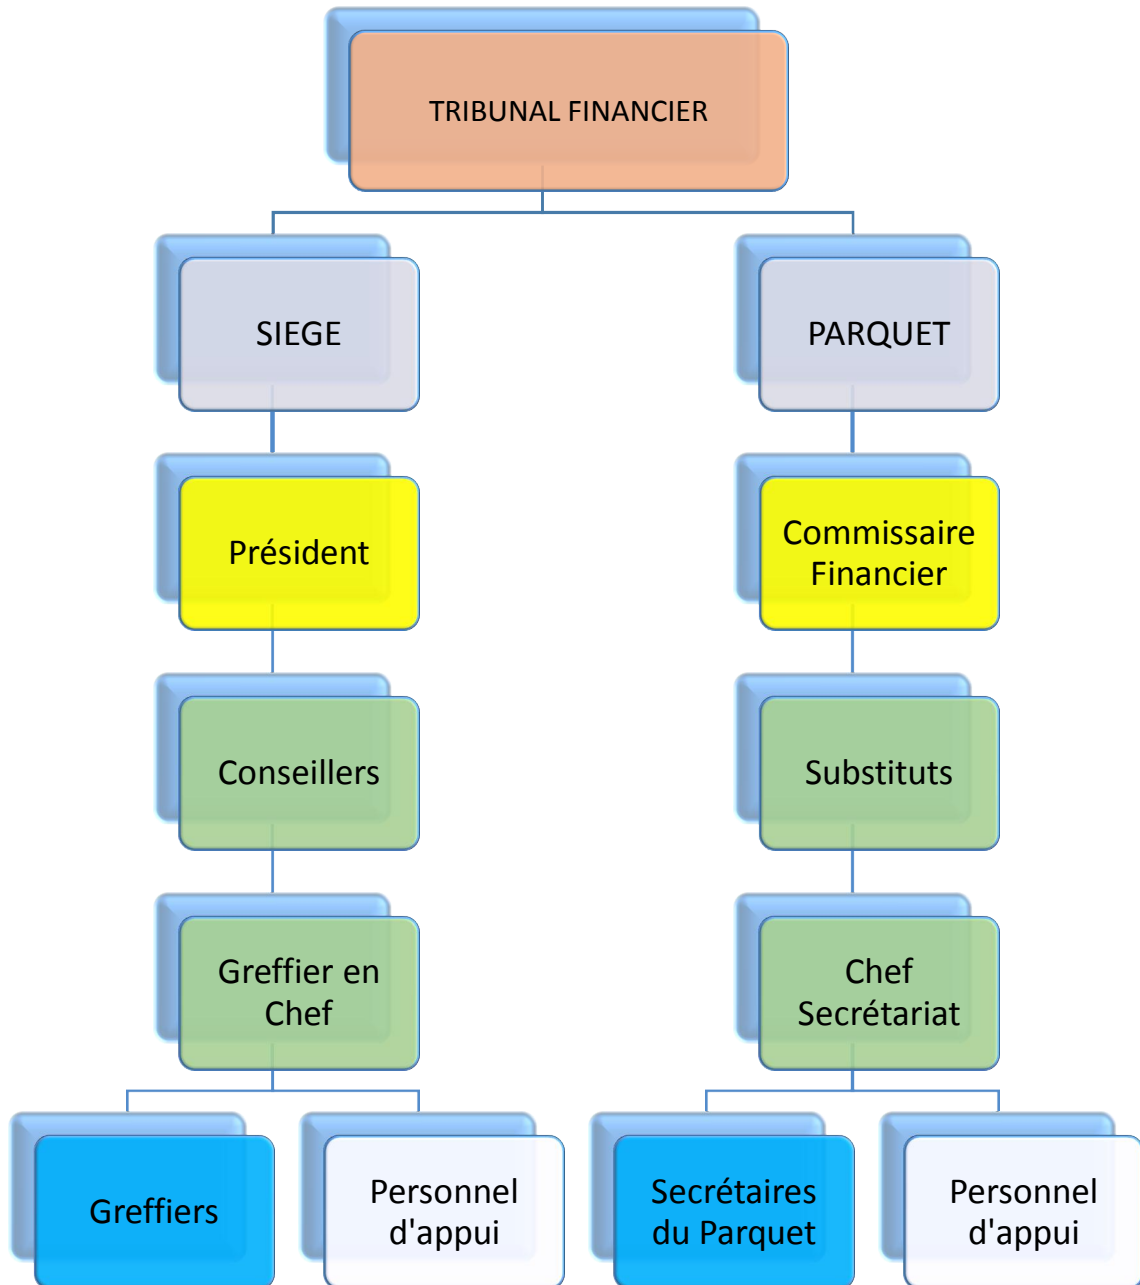 TRIBUNAL FINANCIER
SIEGE
PARQUET
Président
Commissaire
Financier
Conseillers
Substituts
Greffier en
Chef
Chef
Secrétariat
Greffiers
Personnel
d'appui
Secrétaires
du Parquet
Personnel
d'appui